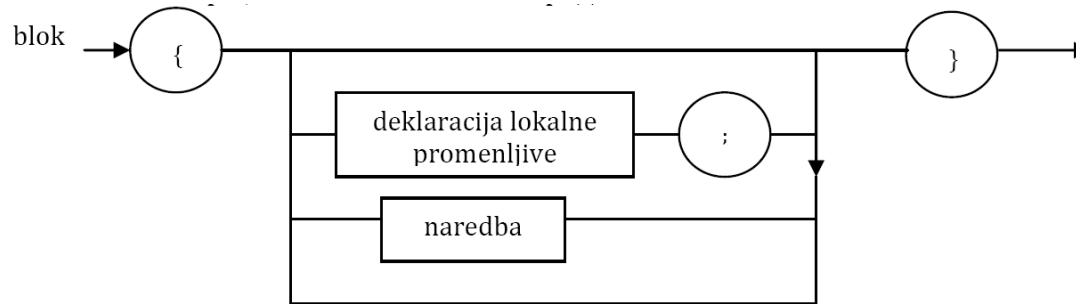 blok
{
}
deklaracija lokalne
promenljive
;
naredba